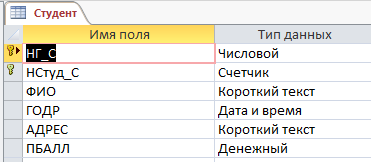 Студент
Имя поля Тип данных
НГ_С Числовой
НСтуд_С Счетчик
ФИО Короткий текст
ГОДР Дата и время
АДРЕС Короткий текст
ПБАЛЛ Денежный